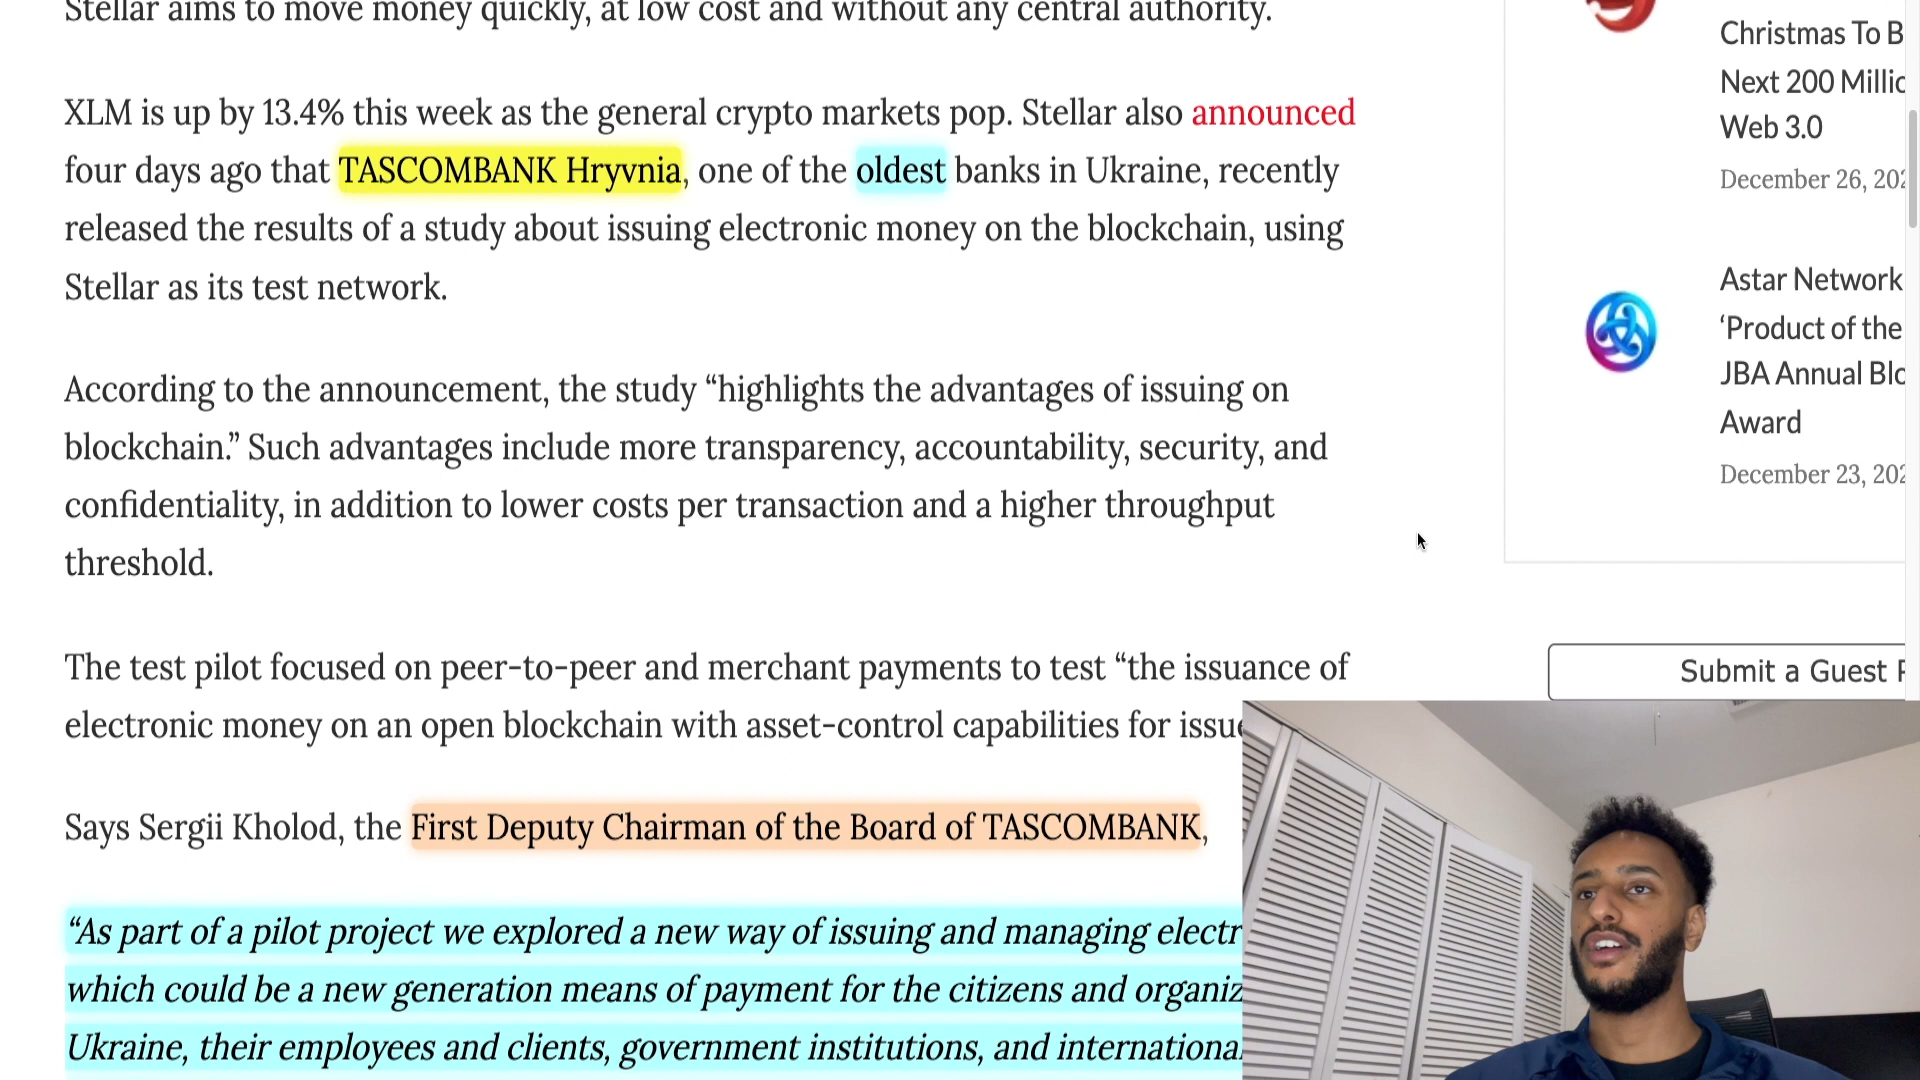 Stellar aims to move money quickly, at low cost and without any central authority.
XLM is up by 13.4% this week as the general crypto markets pop. Stellar also announced
four days ago that TASCOMBANK Hryvnia, one of the oldest banks in Ukraine, recently
released the results of a study about issuing electronic money on the blockchain, using
Stellar as its test network.
According to the announcement, the study “highlights the advantages of issuing on
blockchain.” Such advantages include more transparency, accountability, security, and
confidentiality, in addition to lower costs per transaction and a higher throughput
threshold.
The test pilot focused on peer-to-peer and merchant payments to test “the issuance of
electronic money on an open blockchain with asset-control capabilities for
Says Sergii Kholod, the First Deputy Chairman of the Board of TASCOMBANK,
“As part of a pilot project we explored a new way of issuing and managing
which could be a new generation means of payment for the citizens and
Ukraine, their employees and clients, government institutions, and
Christmas To
Next 200
Web 3.0
December 26,
Astar Network
‘Product of the
JBA Annual
Award
December 23,
Submit a Guest